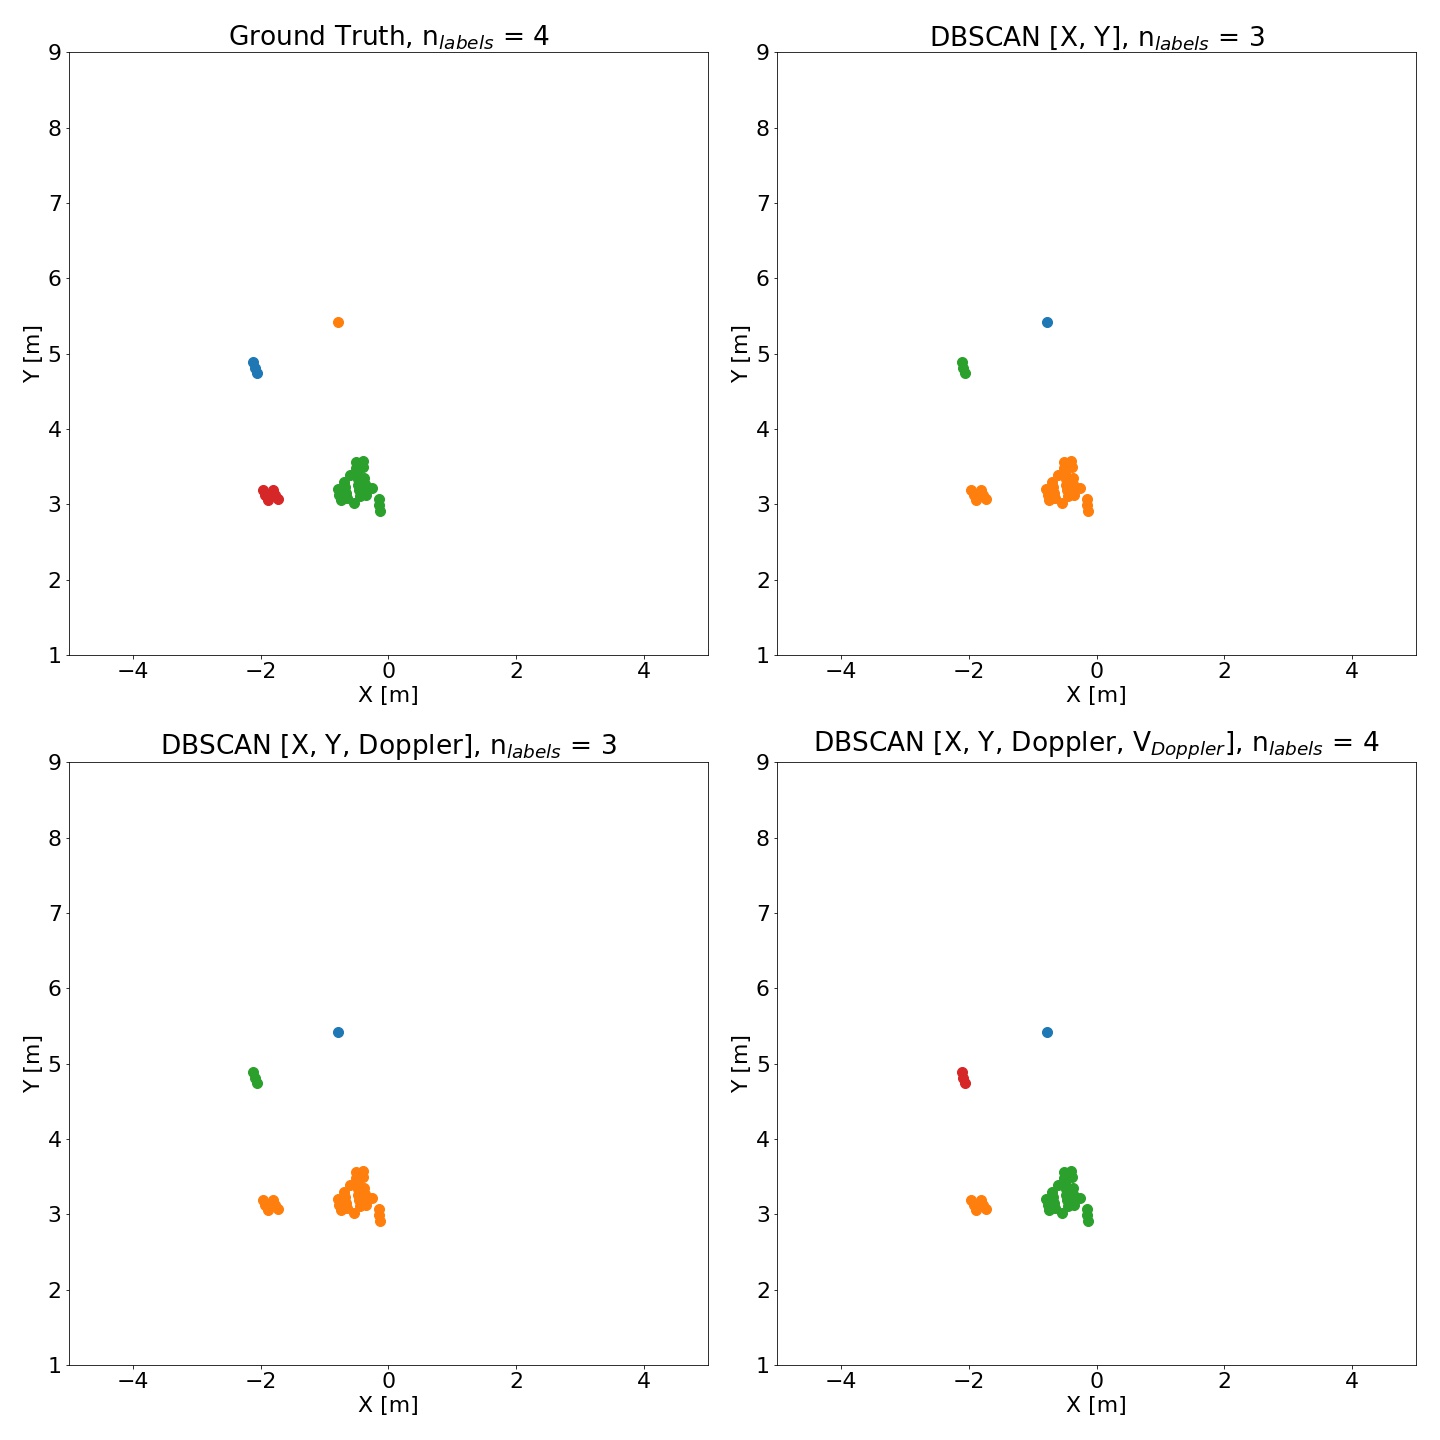 Ground Truth, n_labels = 4
9
8
7
6
5
4
3
2
1
Y [m]
−4 −2 0 2 4
X [m]
DBSCAN [X, Y], n_labels = 3
9
8
7
6
5
4
3
2
1
Y [m]
−4 −2 0 2 4
X [m]
DBSCAN [X, Y, Doppler], n_labels = 3
9
8
7
6
5
4
3
2
1
Y [m]
−4 −2 0 2 4
X [m]
DBSCAN [X, Y, Doppler, V_Doppler], n_labels = 4
9
8
7
6
5
4
3
2
1
Y [m]
−4 −2 0 2 4
X [m]